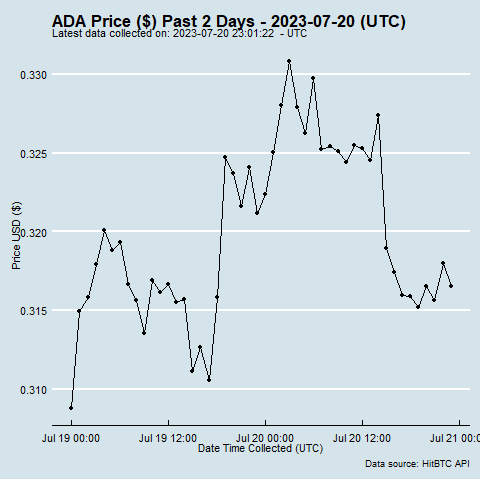 ADA Price ($) Past 2 Days - 2023-07-20 (UTC)
Latest data collected on: 2023-07-20 23:01:22  - UTC
0.330
0.325
0.320
0.315
0.310
Price USD ($)
Jul 19 00:00 Jul 19 12:00 Jul 20 00:00 Jul 20 12:00 Jul 21 00:
Date Time Collected (UTC)
Data source: HitBTC API